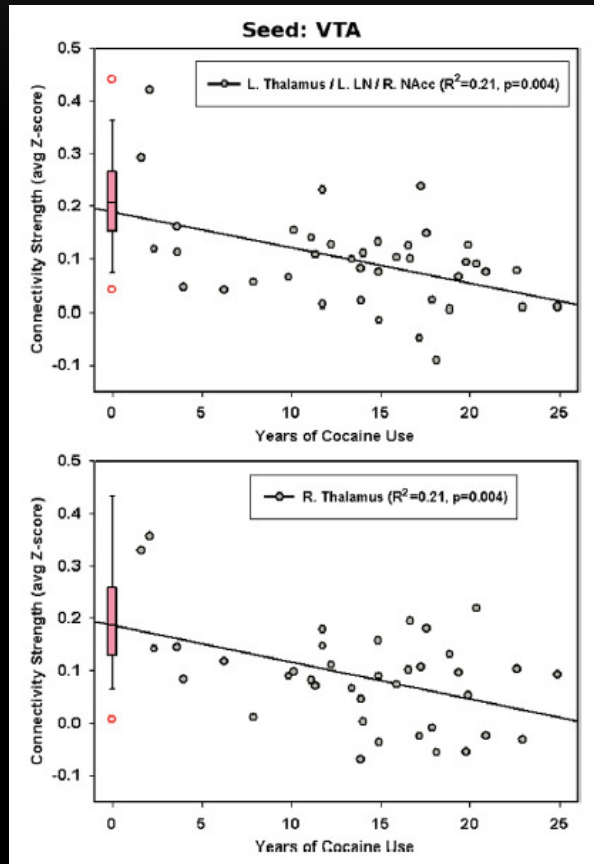 Seed: VTA
0.5
0.4
0.3
0.2
0.1
0.0
-0.1
Connectivity Strength (avg Z-score)
L. Thalamus / L. LN / R. NAcc (R²=0.21, p=0.004)
0 5 10 15 20 25
Years of Cocaine Use
0.5
0.4
0.3
0.2
0.1
0.0
-0.1
Connectivity Strength (avg Z-score)
R. Thalamus (R²=0.21, p=0.004)
0 5 10 15 20 25
Years of Cocaine Use